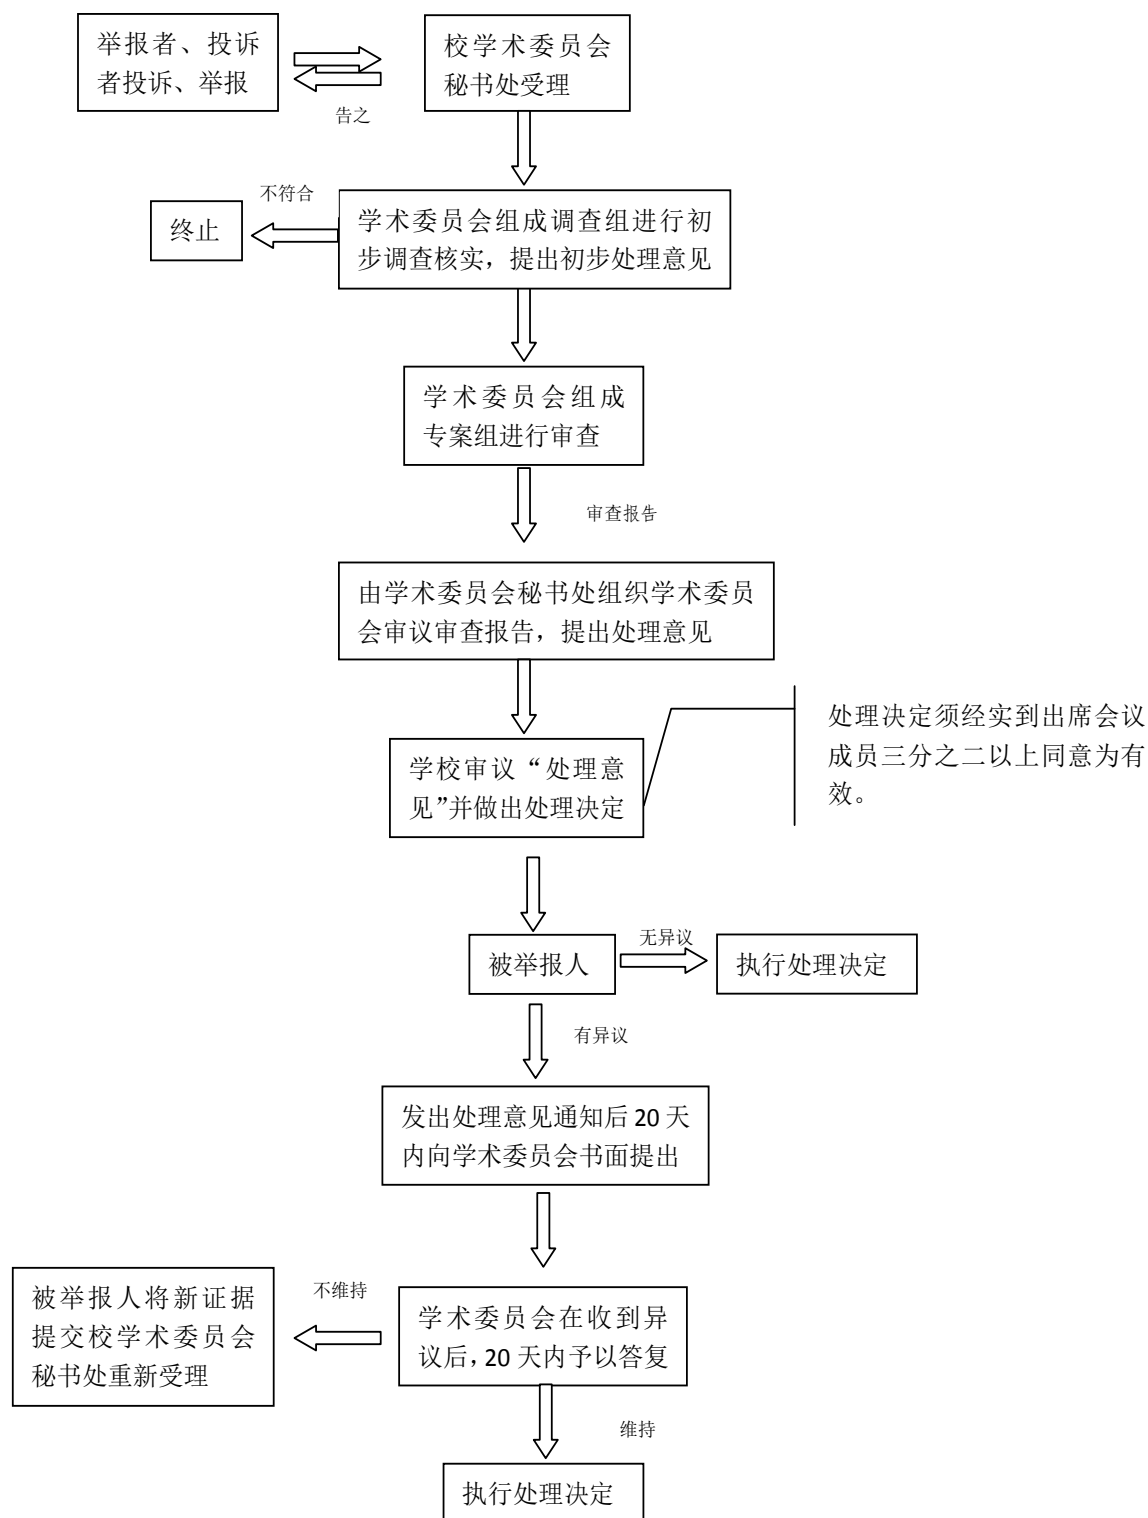 举报者、投诉
者投诉、举报
校学术委员会
秘书处受理
告之
不符合
终止
学术委员会组成调查组进行初
步调查核实，提出初步处理意见
学术委员会组成
专案组进行审查
审查报告
由学术委员会秘书处组织学术委员
会审议审查报告，提出处理意见
学校审议“处理意
见”并做出处理决定
处理决定须经实到出席会议
成员三分之二以上同意为有
效。
被举报人
无异议
执行处理决定
有异议
发出处理意见通知后 20 天
内向学术委员会书面提出
被举报人将新证据
提交校学术委员会
秘书处重新受理
不维持
学术委员会在收到异
议后，20 天内予以答复
维持
执行处理决定